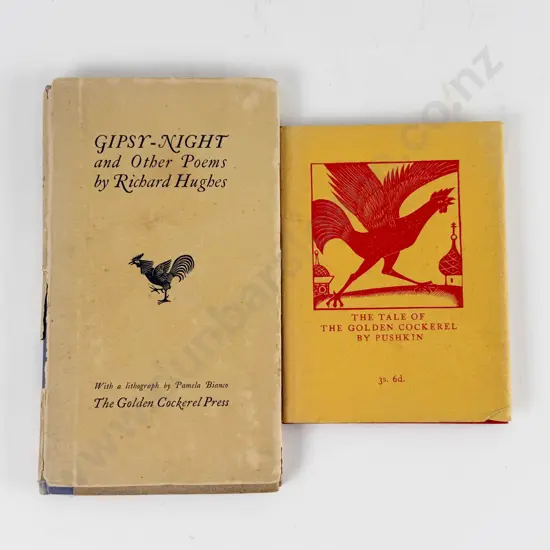 GIPSY-NIGHT
and Other Poems
by Richard Hughes
With a lithograph by Pamela Bianco
The Golden Cockerel Press
THE TALE OF
THE GOLDEN COCKEREL
BY PUSHKIN
3s. 6d.